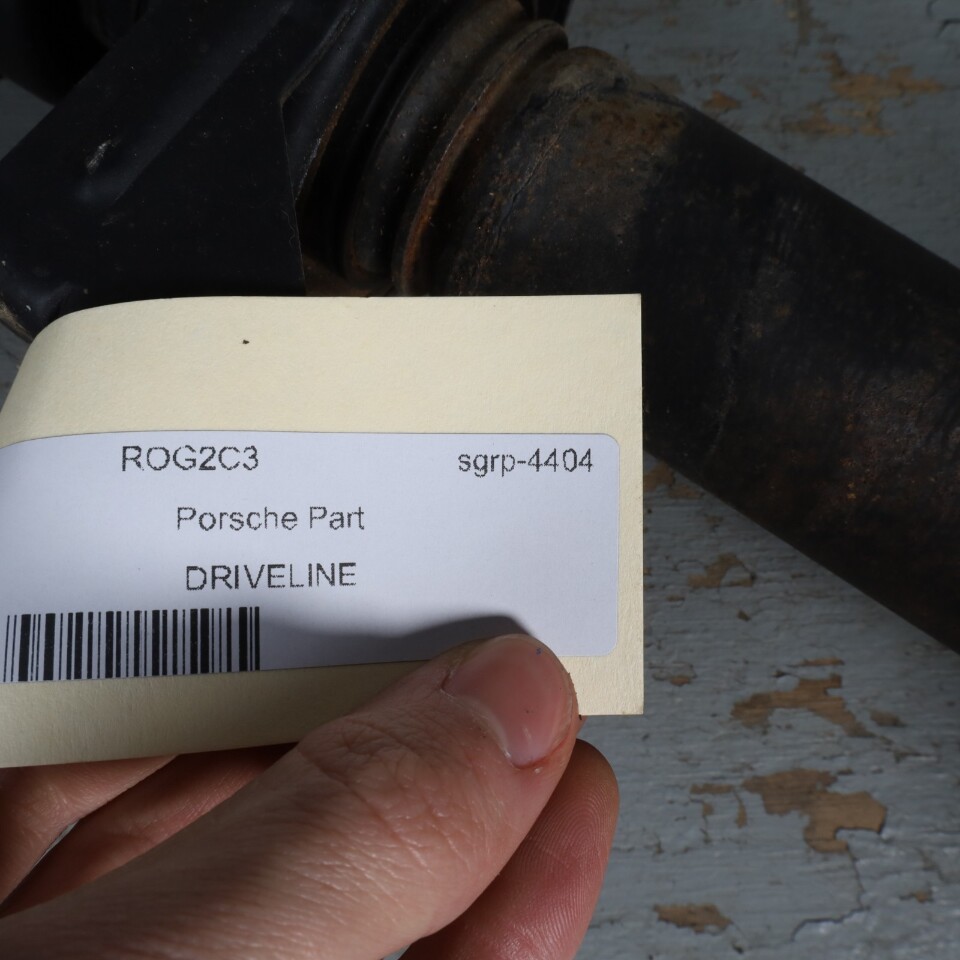 ROG2C3 sgrp-4404
Porsche Part
DRIVELINE